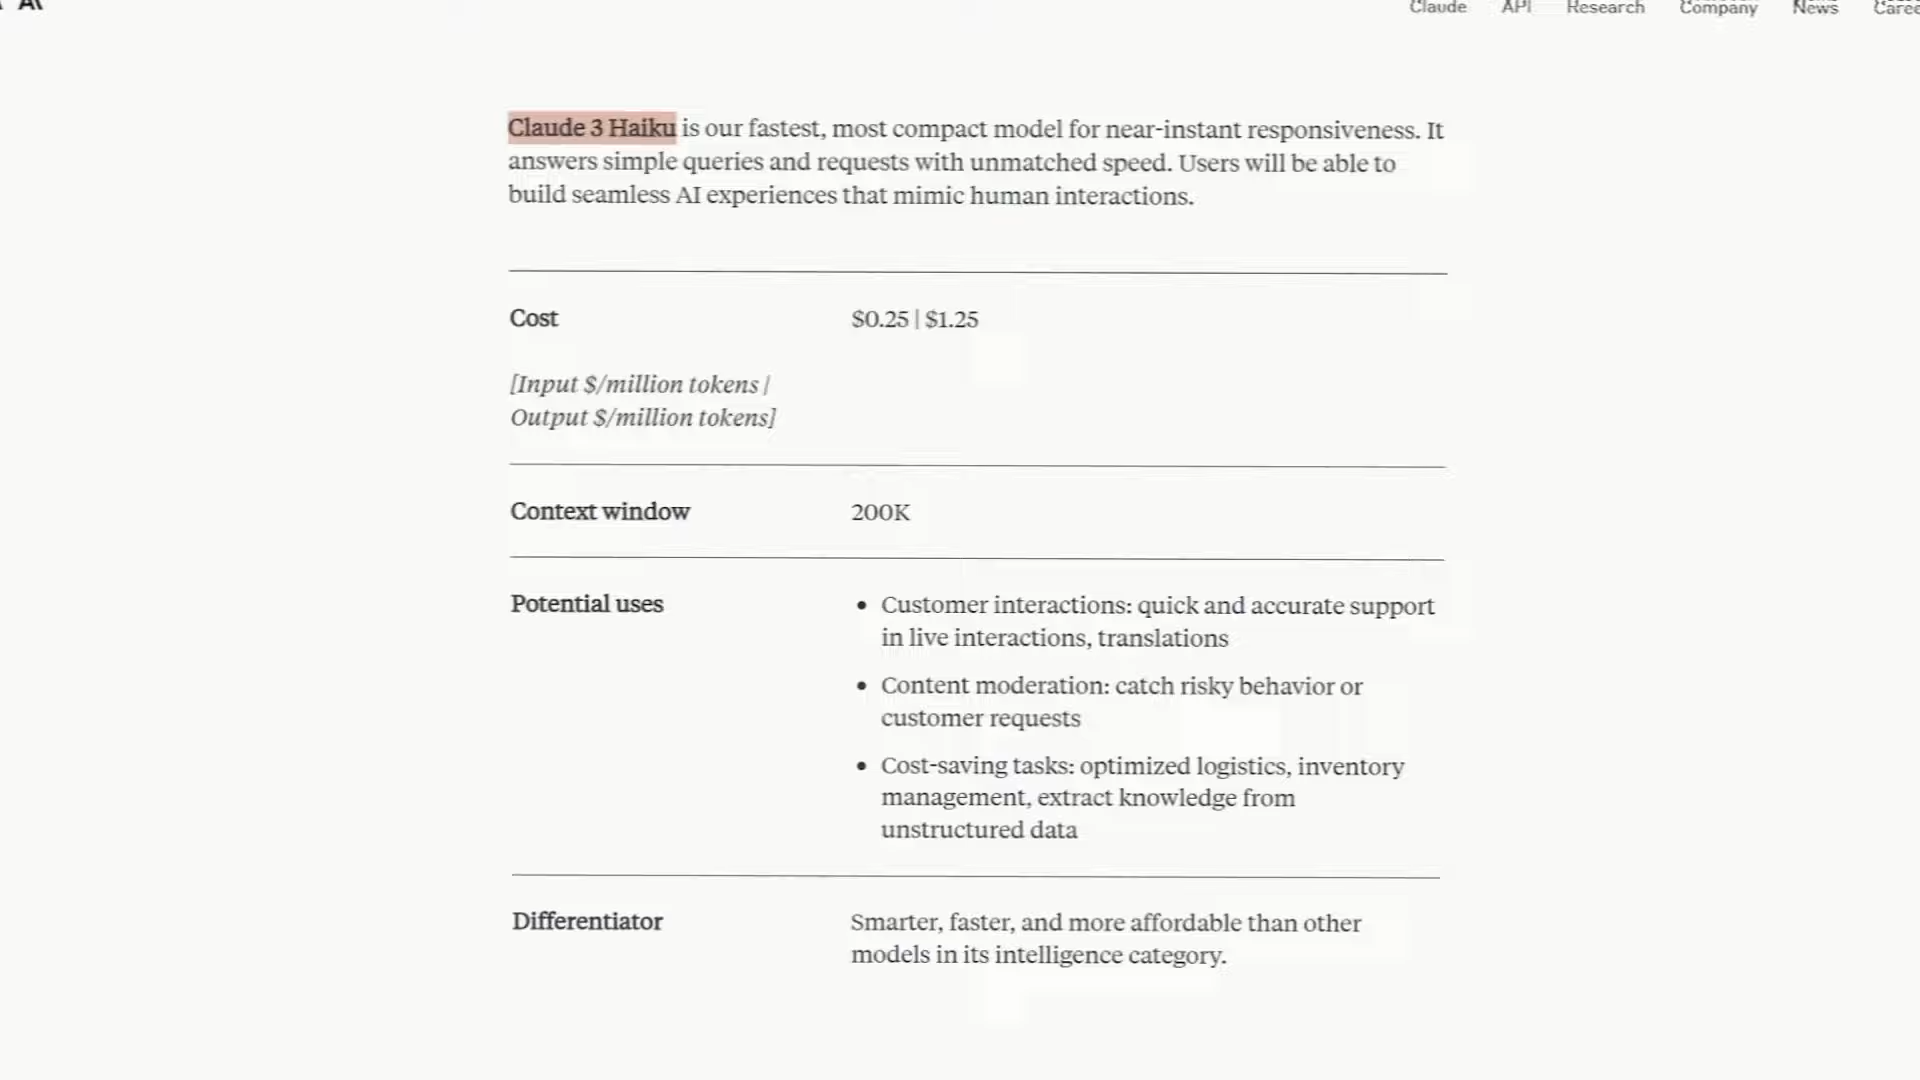 Claude API Research Company News
Claude 3 Haiku is our fastest, most compact model for near-instant responsiveness. It
answers simple queries and requests with unmatched speed. Users will be able to
build seamless AI experiences that mimic human interactions.
Cost $0.25 | $1.25
[Input $/million tokens |
Output $/million tokens]
Context window 200K
Potential uses
• Customer interactions: quick and accurate support
in live interactions, translations
• Content moderation: catch risky behavior or
customer requests
• Cost-saving tasks: optimized logistics, inventory
management, extract knowledge from
unstructured data
Differentiator Smarter, faster, and more affordable than other
models in its intelligence category.